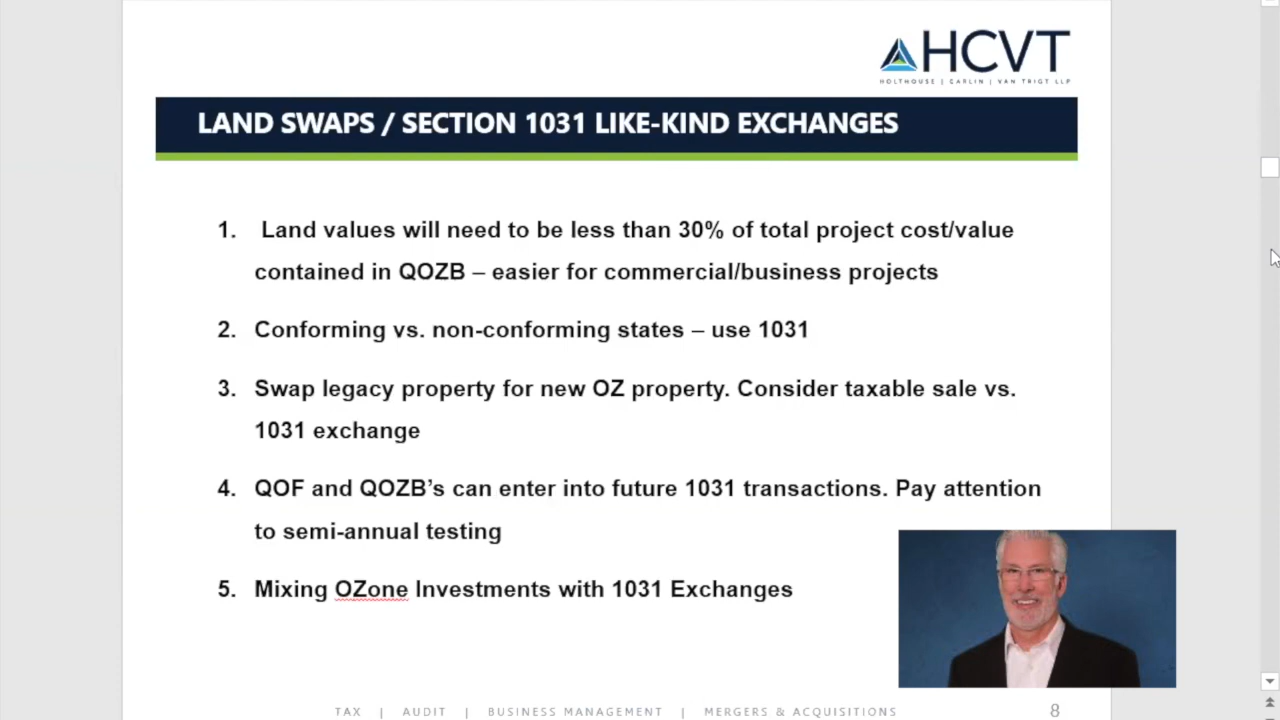 HCVT
HOLTHOUSE | CARLIN | VAN TRIGT LLP
LAND SWAPS / SECTION 1031 LIKE-KIND EXCHANGES
1. Land values will need to be less than 30% of total project cost/value
contained in QOZB – easier for commercial/business projects
2. Conforming vs. non-conforming states – use 1031
3. Swap legacy property for new OZ property. Consider taxable sale vs.
1031 exchange
4. QOF and QOZB’s can enter into future 1031 transactions. Pay attention
to semi-annual testing
5. Mixing OZone Investments with 1031 Exchanges
TAX | AUDIT | BUSINESS MANAGEMENT | MERGERS & ACQUISITIONS 8